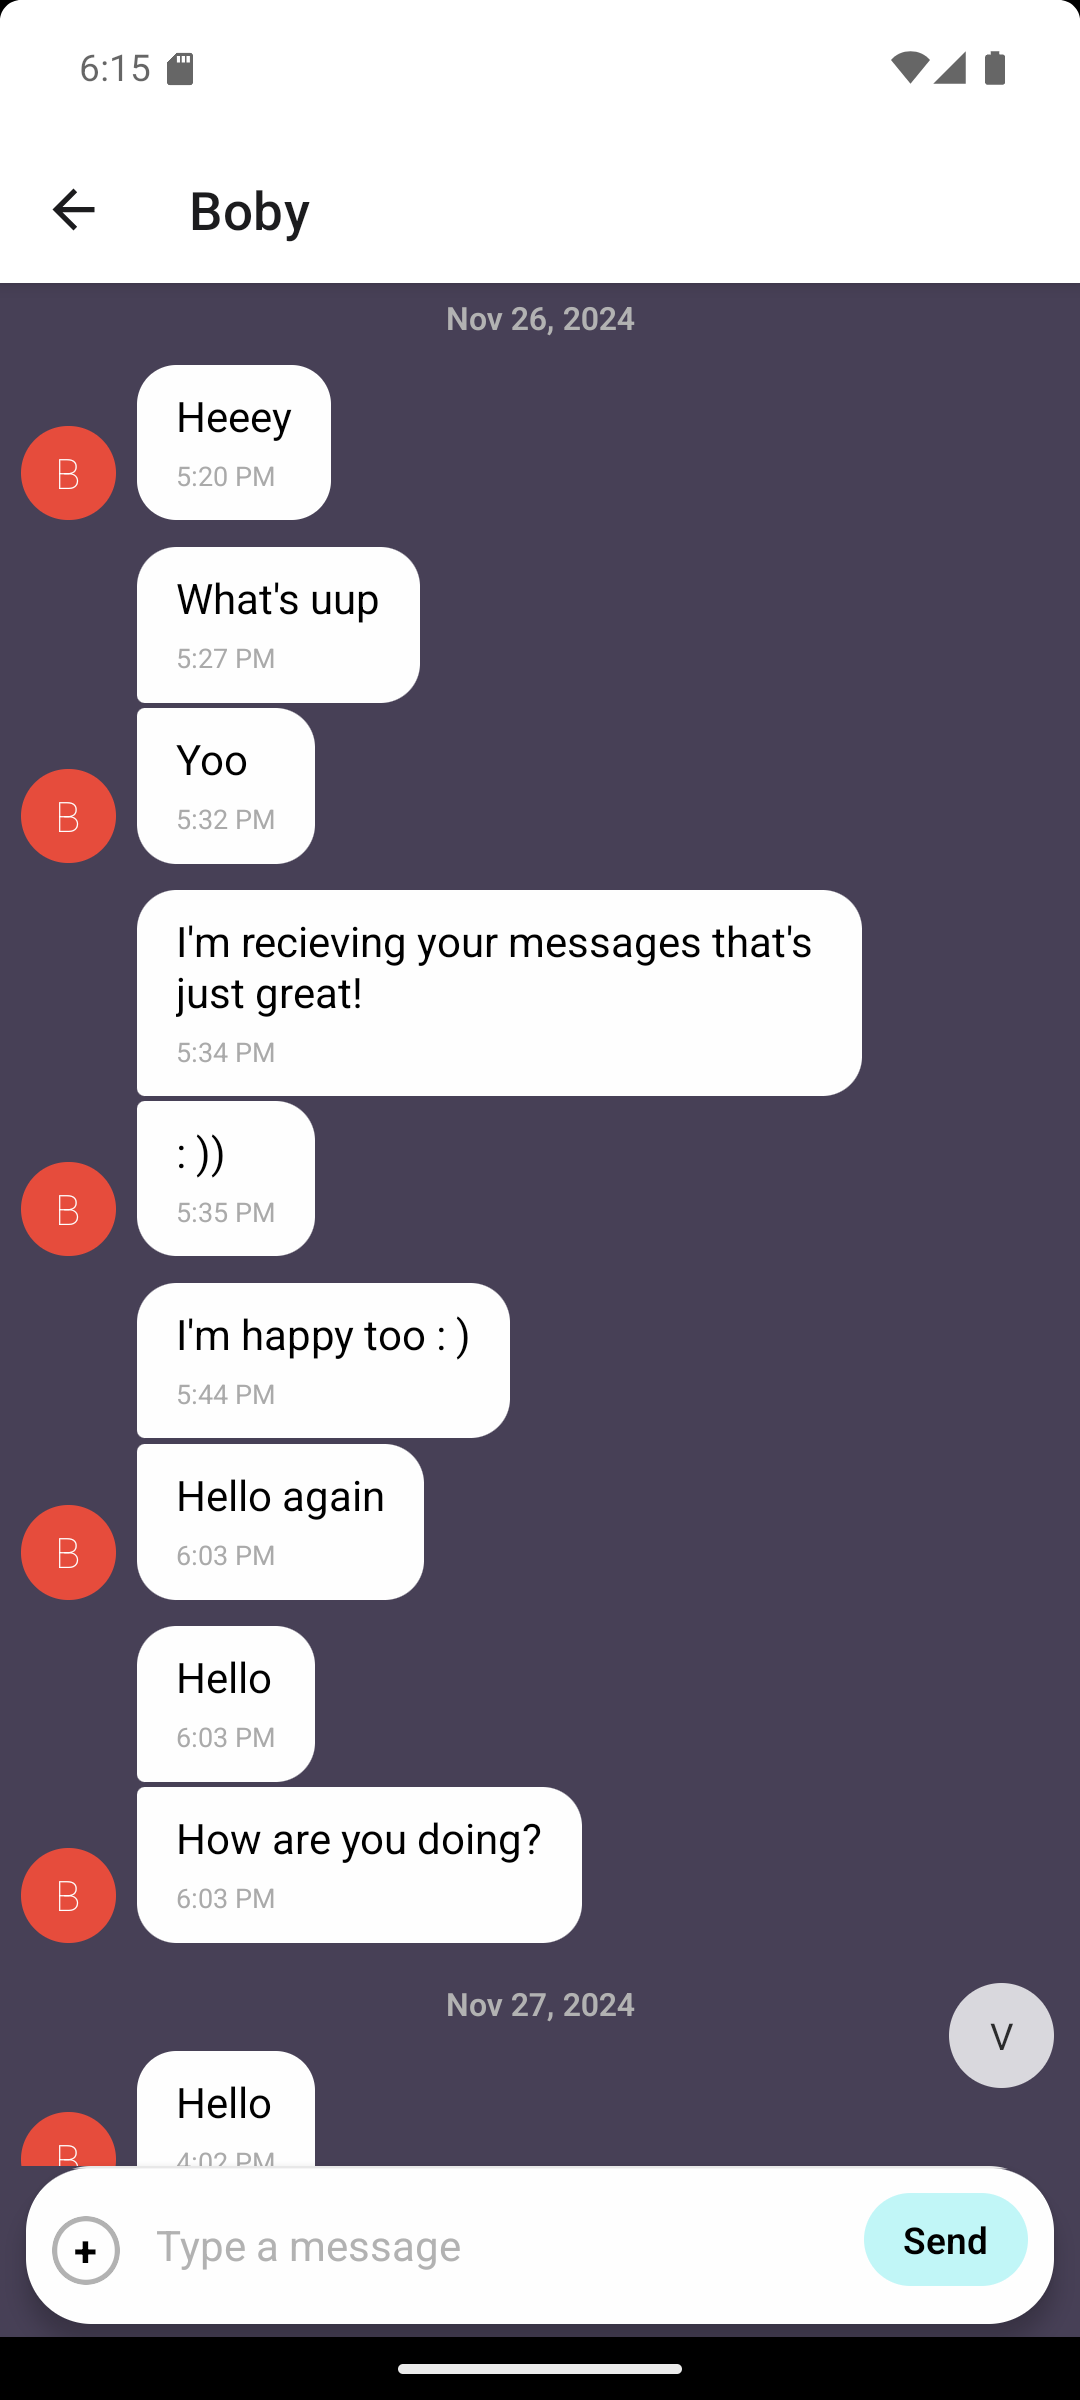 6:15
Boby
Nov 26, 2024
Heeey
5:20 PM
B
What's uup
5:27 PM
Yoo
5:32 PM
B
I'm recieving your messages that's
just great!
5:34 PM
: ))
5:35 PM
B
I'm happy too : )
5:44 PM
Hello again
6:03 PM
B
Hello
6:03 PM
How are you doing?
6:03 PM
B
Nov 27, 2024
V
Hello
4:02 PM
B
+ Type a message Send